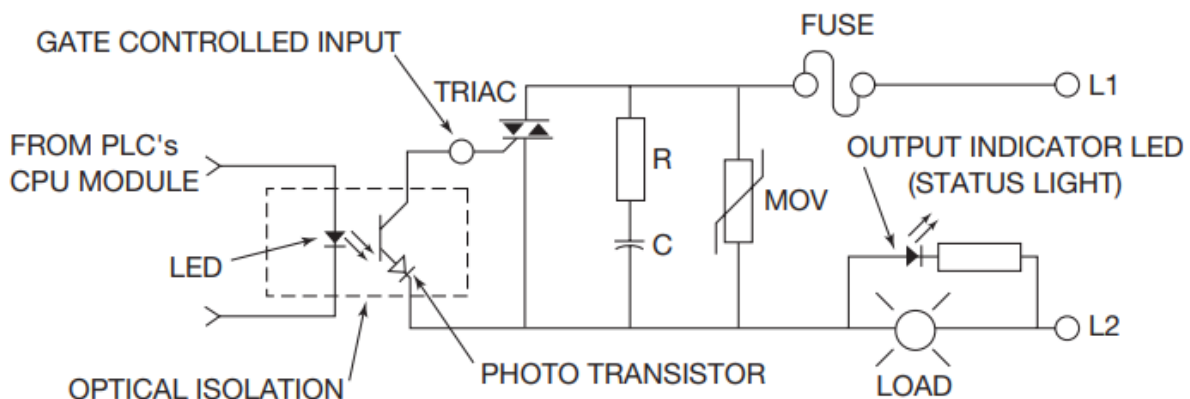 FUSE
GATE CONTROLLED INPUT
TRIAC
L1
FROM PLC's
CPU MODULE
OUTPUT INDICATOR LED
(STATUS LIGHT)
R
MOV
C
LED
L2
PHOTO TRANSISTOR
OPTICAL ISOLATION
LOAD